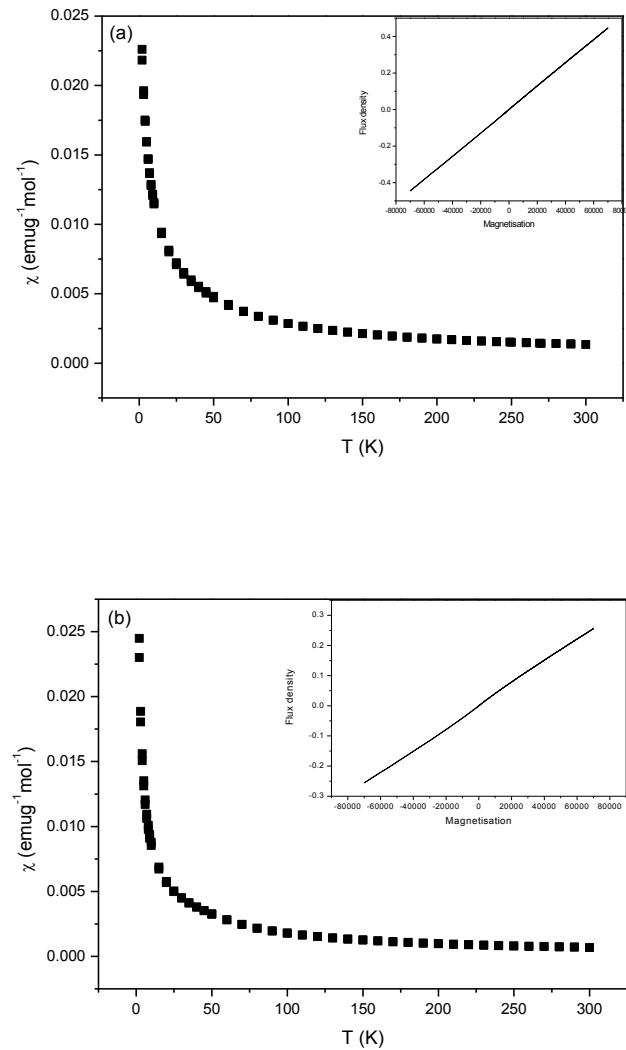 (a)
0.025
0.020
0.015
0.010
0.005
0.000
χ (emug⁻¹mol⁻¹)
0 50 100 150 200 250 300
T (K)
0.4
0.2
0.0
-0.2
-0.4
Flux density
-80000 -60000 -40000 -20000 0 20000 40000 60000 8000
Magnetisation
(b)
0.025
0.020
0.015
0.010
0.005
0.000
χ (emug⁻¹mol⁻¹)
0 50 100 150 200 250 300
T (K)
0.3
0.2
0.1
0.0
-0.1
-0.2
-0.3
Flux density
-80000 -60000 -40000 -20000 0 20000 40000 60000 80000
Magnetisation